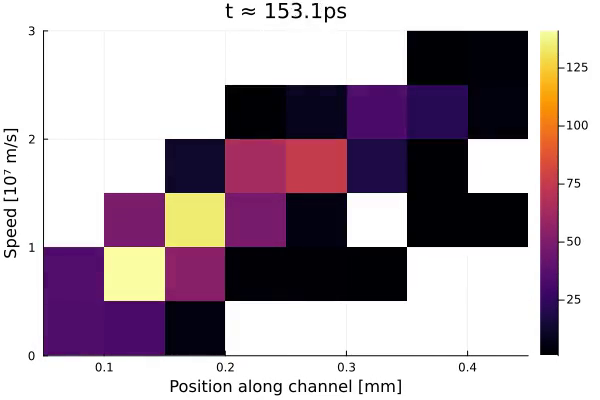 t ≈ 153.1ps
3
2
1
0
Speed [10⁷ m/s]
0.1 0.2 0.3 0.4
Position along channel [mm]
125
100
75
50
25